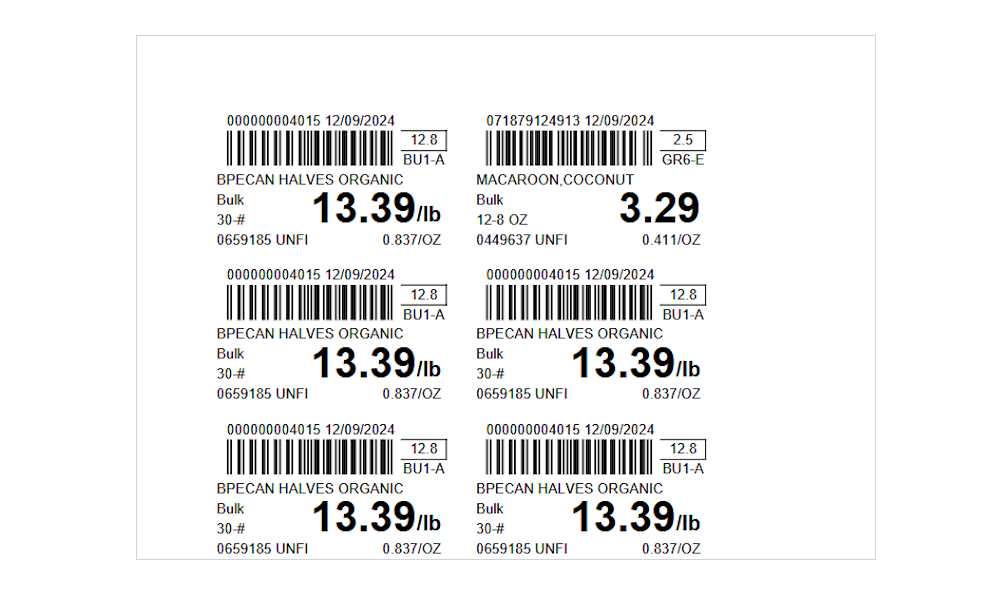 000000004015 12/09/2024
12.8
BU1-A
BPECAN HALVES ORGANIC
Bulk
13.39/lb
30-#
0659185 UNFI 0.837/OZ
071879124913 12/09/2024
2.5
GR6-E
MACAROON,COCONUT
Bulk
3.29
12-8 OZ
0449637 UNFI 0.411/OZ
000000004015 12/09/2024
12.8
BU1-A
BPECAN HALVES ORGANIC
Bulk
13.39/lb
30-#
0659185 UNFI 0.837/OZ
000000004015 12/09/2024
12.8
BU1-A
BPECAN HALVES ORGANIC
Bulk
13.39/lb
30-#
0659185 UNFI 0.837/OZ
000000004015 12/09/2024
12.8
BU1-A
BPECAN HALVES ORGANIC
Bulk
13.39/lb
30-#
0659185 UNFI 0.837/OZ
000000004015 12/09/2024
12.8
BU1-A
BPECAN HALVES ORGANIC
Bulk
13.39/lb
30-#
0659185 UNFI 0.837/OZ